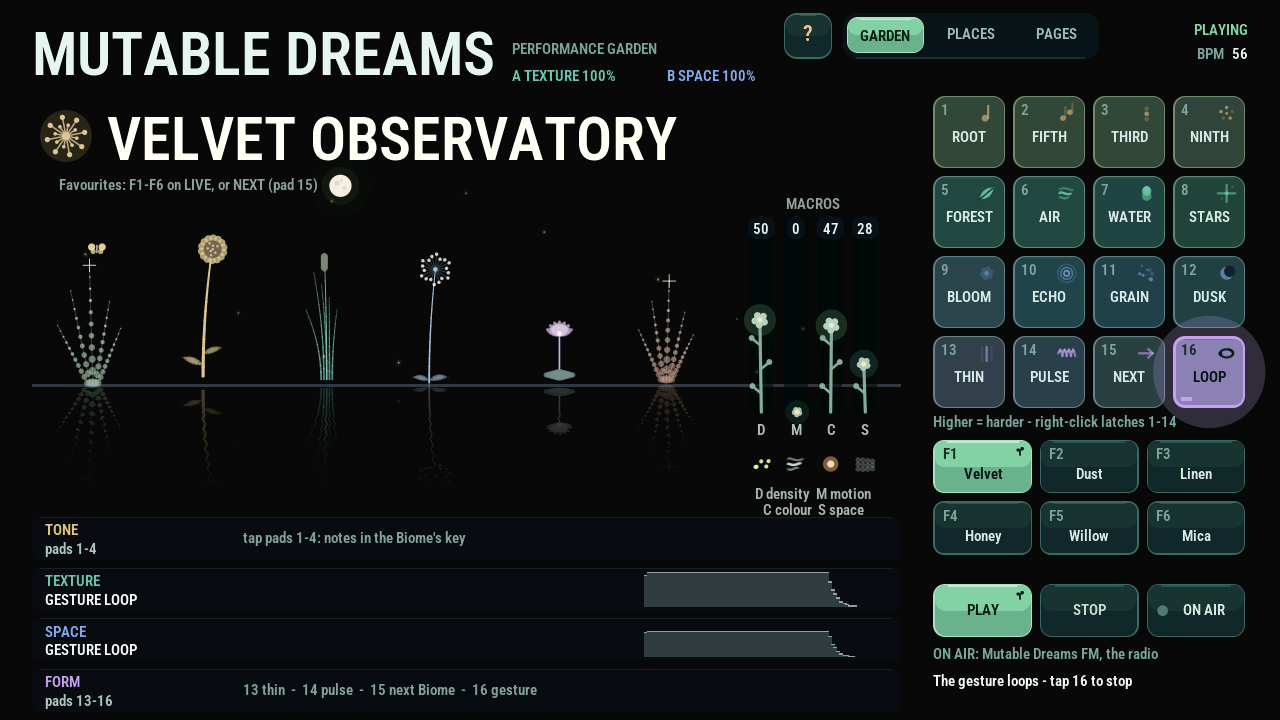 MUTABLE DREAMS
PERFORMANCE GARDEN
A TEXTURE 100%
B SPACE 100%
?
GARDEN
PLACES
PAGES
PLAYING
BPM 56
VELVET OBSERVATORY
Favourites: F1-F6 on LIVE, or NEXT (pad 15)
MACROS
50 0 47 28
D M C S
D density M motion
C colour S space
1 ROOT
2 FIFTH
3 THIRD
4 NINTH
5 FOREST
6 AIR
7 WATER
8 STARS
9 BLOOM
10 ECHO
11 GRAIN
12 DUSK
13 THIN
14 PULSE
15 NEXT
16 LOOP
Higher = harder - right-click latches 1-14
F1 Velvet
F2 Dust
F3 Linen
F4 Honey
F5 Willow
F6 Mica
PLAY
STOP
ON AIR
ON AIR: Mutable Dreams FM, the radio
The gesture loops - tap 16 to stop
TONE
pads 1-4
tap pads 1-4: notes in the Biome's key
TEXTURE
GESTURE LOOP
SPACE
GESTURE LOOP
FORM
pads 13-16
13 thin - 14 pulse - 15 next Biome - 16 gesture